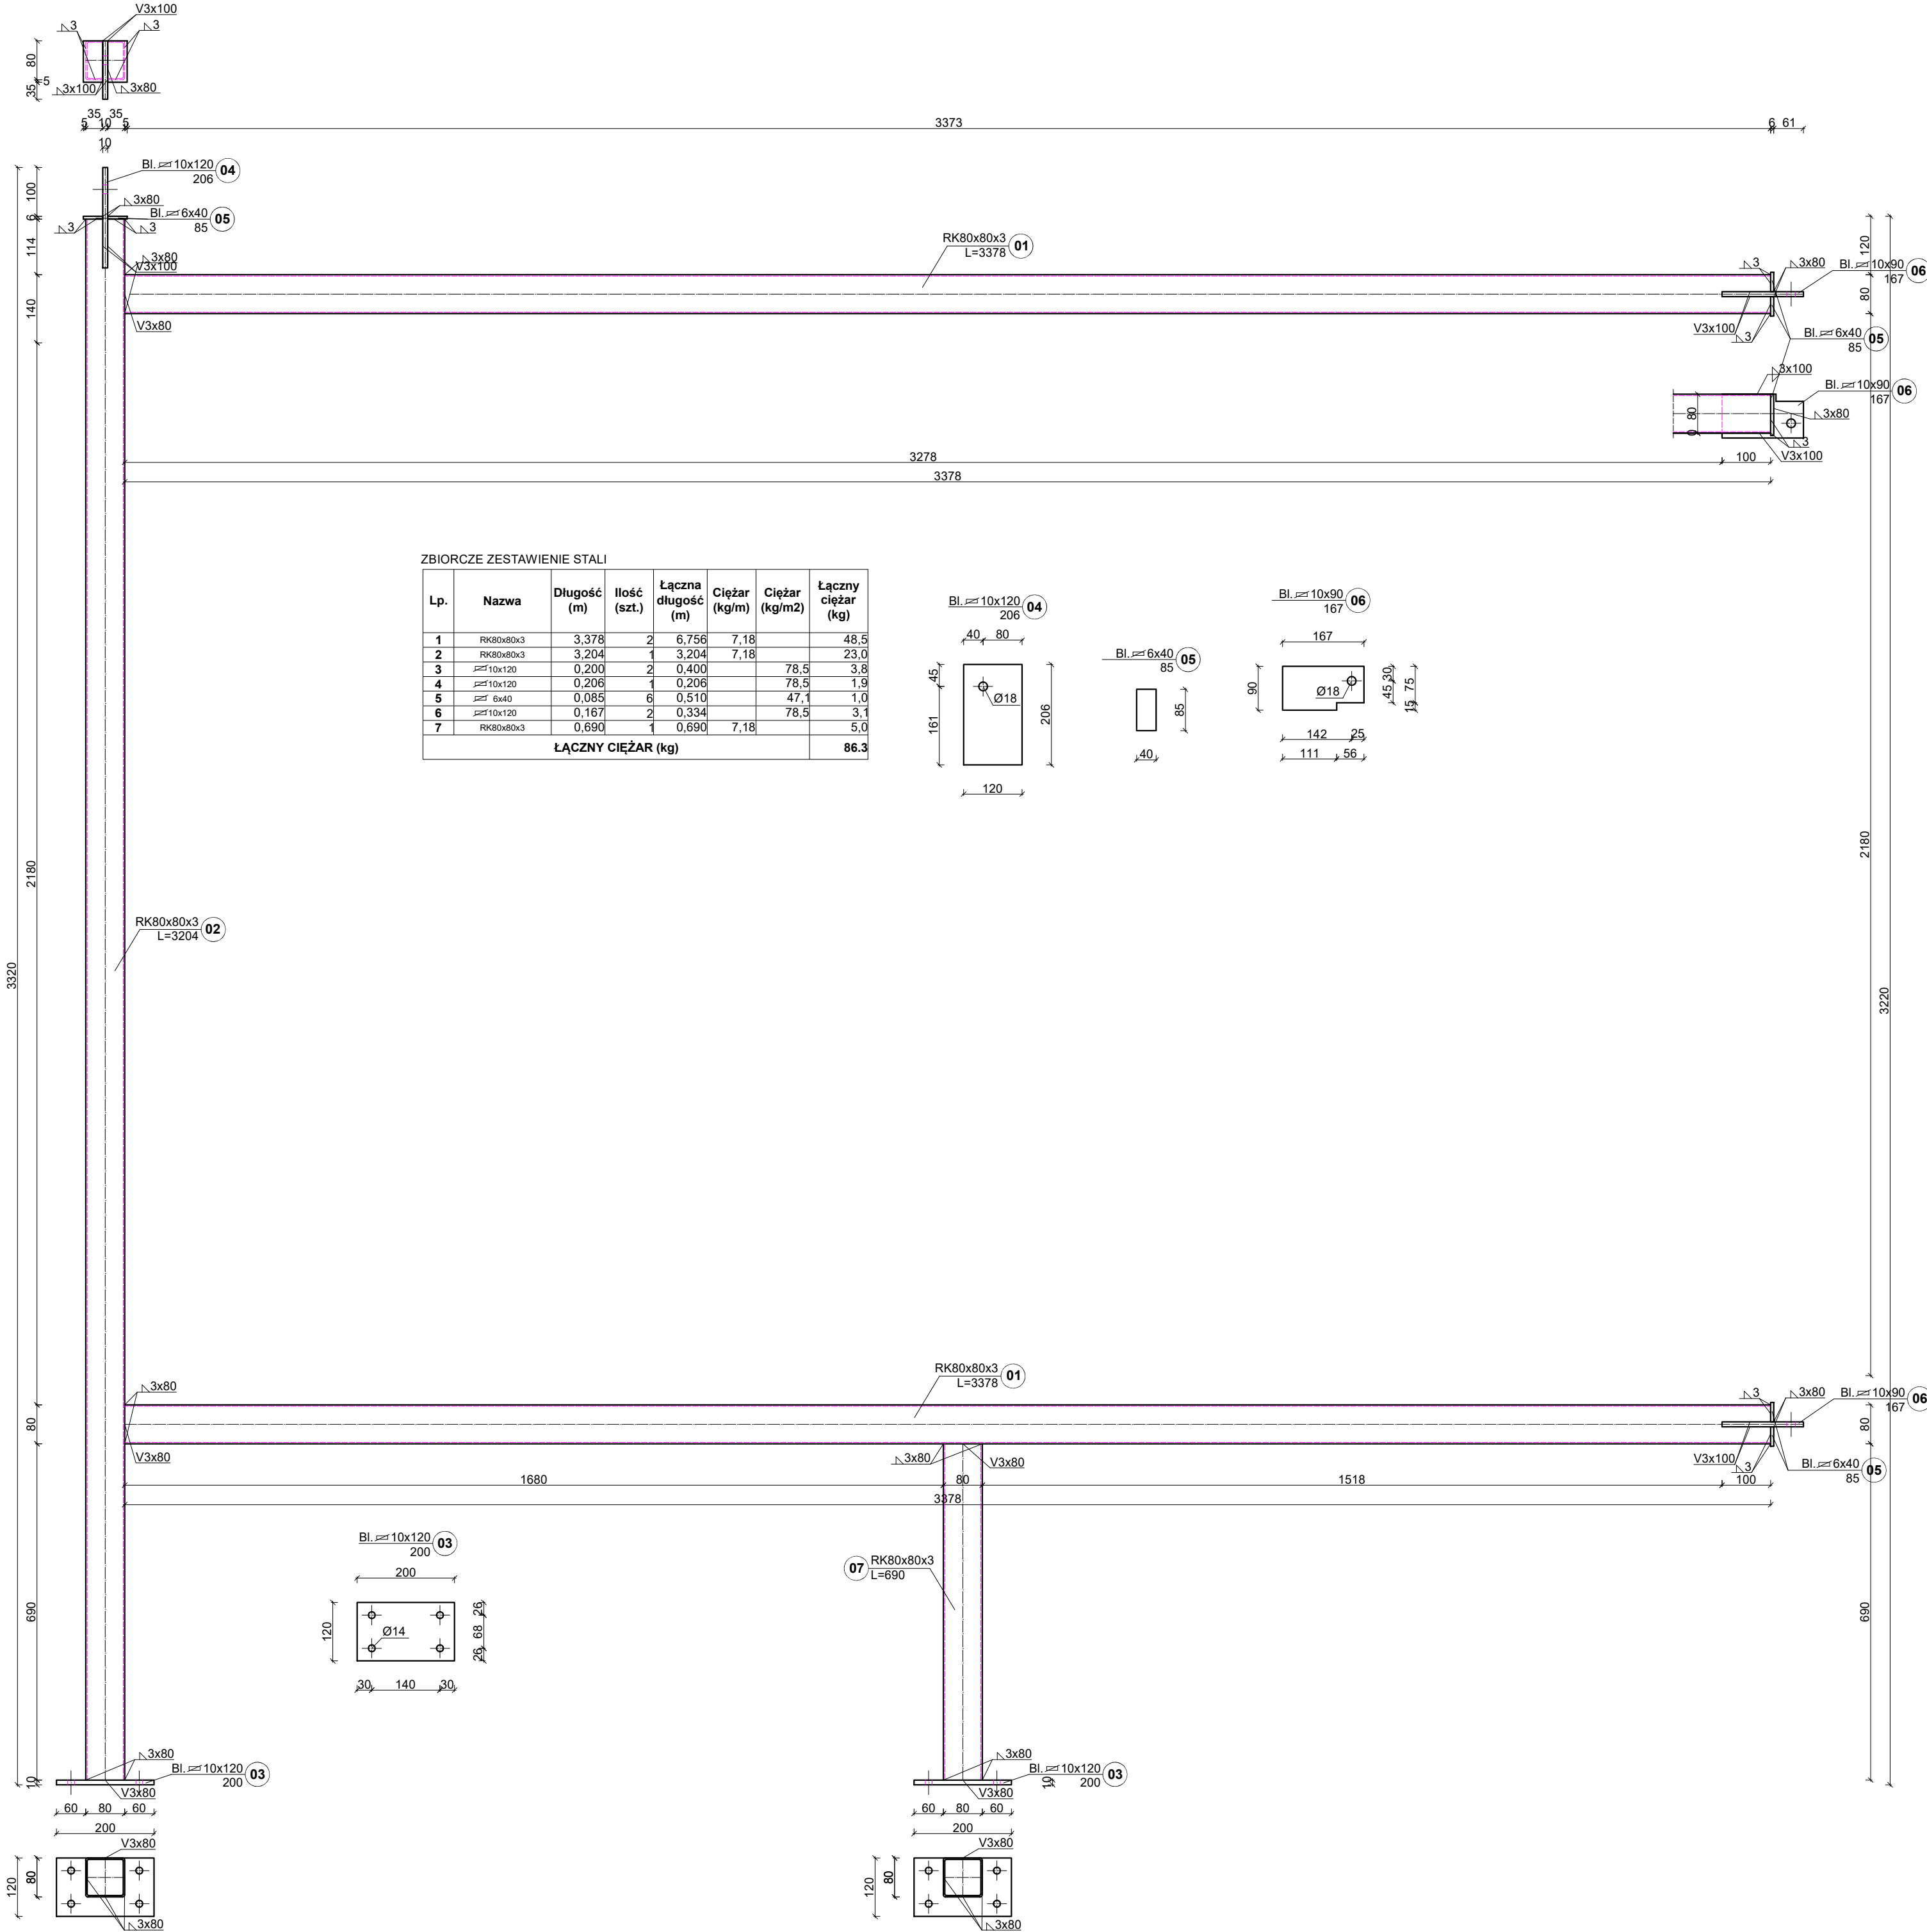 V3x100
3
3
80
35
=5
3x100
3x80
35
35
5
10
5
3373
6
61
10
Bl. 10x120
206
04
100
3x80
Bl. 6x40
85
05
6
3
3
114
3x80
V3x100
RK80x80x3
L=3378
01
120
3
3x80
Bl. 10x90
167
06
80
140
V3x80
V3x100
3
Bl. 6x40
85
05
3x100
Bl. 10x90
167
06
80
0
3x80
3
V3x100
3278
100
3378
ZBIORCZE ZESTAWIENIE STALI
Lp. Nazwa Długość (m) Ilość (szt.) Łączna długość (m) Ciężar (kg/m) Ciężar (kg/m2) Łączny ciężar (kg)
1 RK80x80x3 3,378 2 6,756 7,18 48,5
2 RK80x80x3 3,204 1 3,204 7,18 23,0
3 10x120 0,200 2 0,400 78,5 3,8
4 10x120 0,206 1 0,206 78,5 1,9
5 6x40 0,085 6 0,510 47,1 1,0
6 10x120 0,167 2 0,334 78,5 3,1
7 RK80x80x3 0,690 1 0,690 7,18 5,0
ŁĄCZNY CIĘŻAR (kg) 86.3
Bl. 10x120
206
04
40
80
45
161
Ø18
206
120
Bl. 6x40
85
05
85
40
Bl. 10x90
167
06
167
90
Ø18
30
45
75
15
142
25
111
56
2180
2180
RK80x80x3
L=3204
02
3320
3220
RK80x80x3
L=3378
01
3x80
3
3x80
Bl. 10x90
167
06
80
80
V3x80
3x80
V3x80
V3x100
3
Bl. 6x40
85
05
1680
80
1518
100
3378
Bl. 10x120
200
03
200
120
Ø14
26
68
26
30
140
30
07
RK80x80x3
L=690
690
690
3x80
Bl. 10x120
200
03
10
V3x80
60
80
60
200
V3x80
120
80
3x80
3x80
Bl. 10x120
200
03
10
V3x80
60
80
60
200
V3x80
120
80
3x80